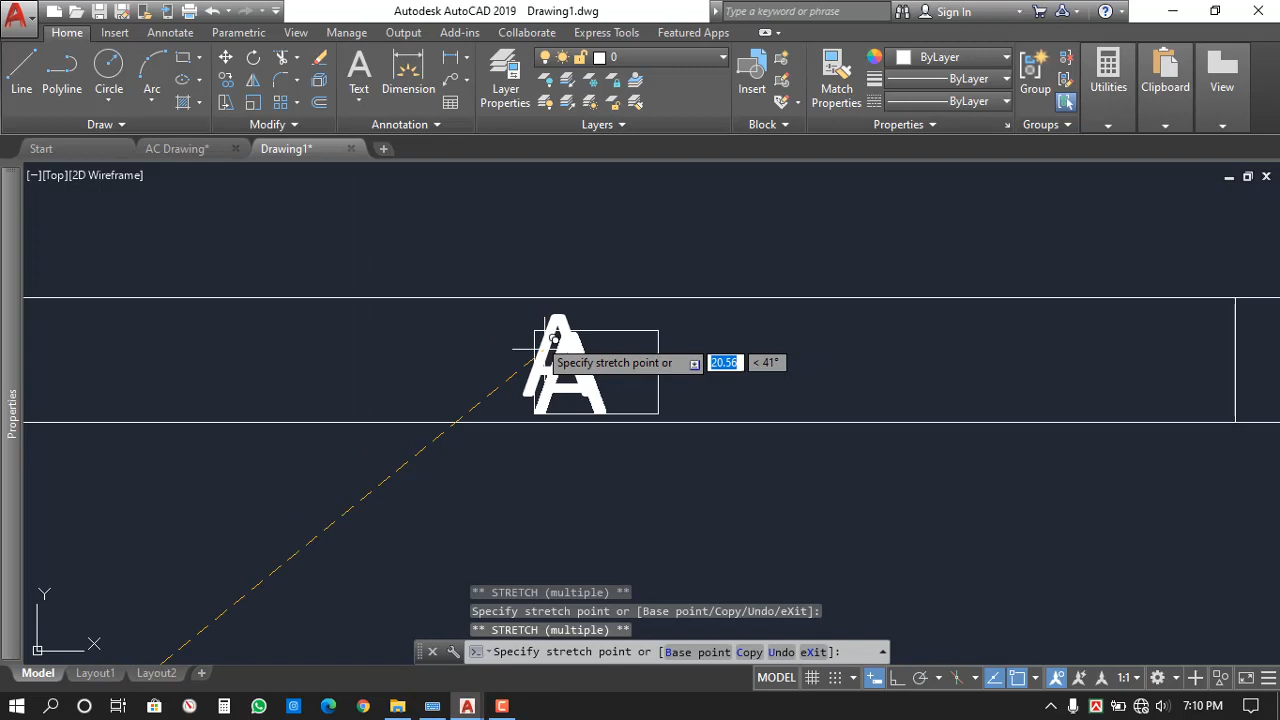 Autodesk AutoCAD 2019 Drawing1.dwg
Type a keyword or phrase
Sign In
Home Insert Annotate Parametric View Manage Output Add-ins Collaborate Express Tools Featured Apps
0
ByLayer
ByLayer
ByLayer
Line Polyline Circle Arc Text Dimension Layer Properties Insert Match Properties Group Utilities Clipboard View
Draw Modify Annotation Layers Block Properties Groups
Start AC Drawing* Drawing1*
[−][Top][2D Wireframe]
Properties
A
A
Specify stretch point or 20.56 < 41°
Y
X
** STRETCH (multiple) **
Specify stretch point or [Base point/Copy/Undo/eXit]:
** STRETCH (multiple) **
Specify stretch point or [Base point Copy Undo eXit]:
Model Layout1 Layout2
MODEL 1:1
7:10 PM